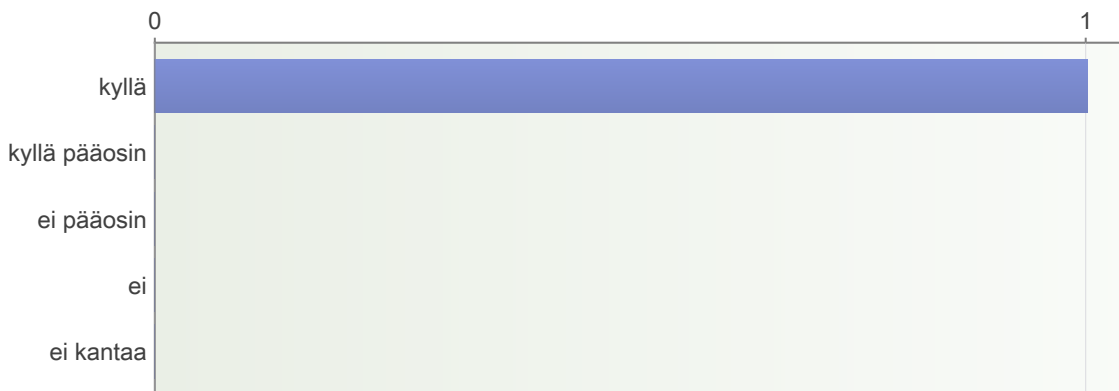 0 1
kyllä
kyllä pääosin
ei pääosin
ei
ei kantaa